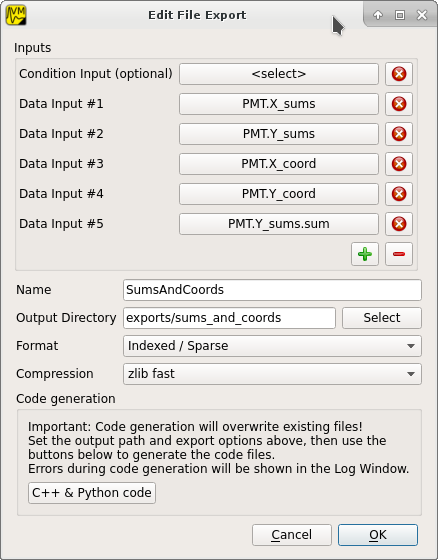 Edit File Export
Inputs
Condition Input (optional) <select>
Data Input #1 PMT.X_sums
Data Input #2 PMT.Y_sums
Data Input #3 PMT.X_coord
Data Input #4 PMT.Y_coord
Data Input #5 PMT.Y_sums.sum
Name SumsAndCoords
Output Directory exports/sums_and_coords Select
Format Indexed / Sparse
Compression zlib fast
Code generation
Important: Code generation will overwrite existing files!
Set the output path and export options above, then use the
buttons below to generate the code files.
Errors during code generation will be shown in the Log Window.
C++ & Python code
Cancel OK